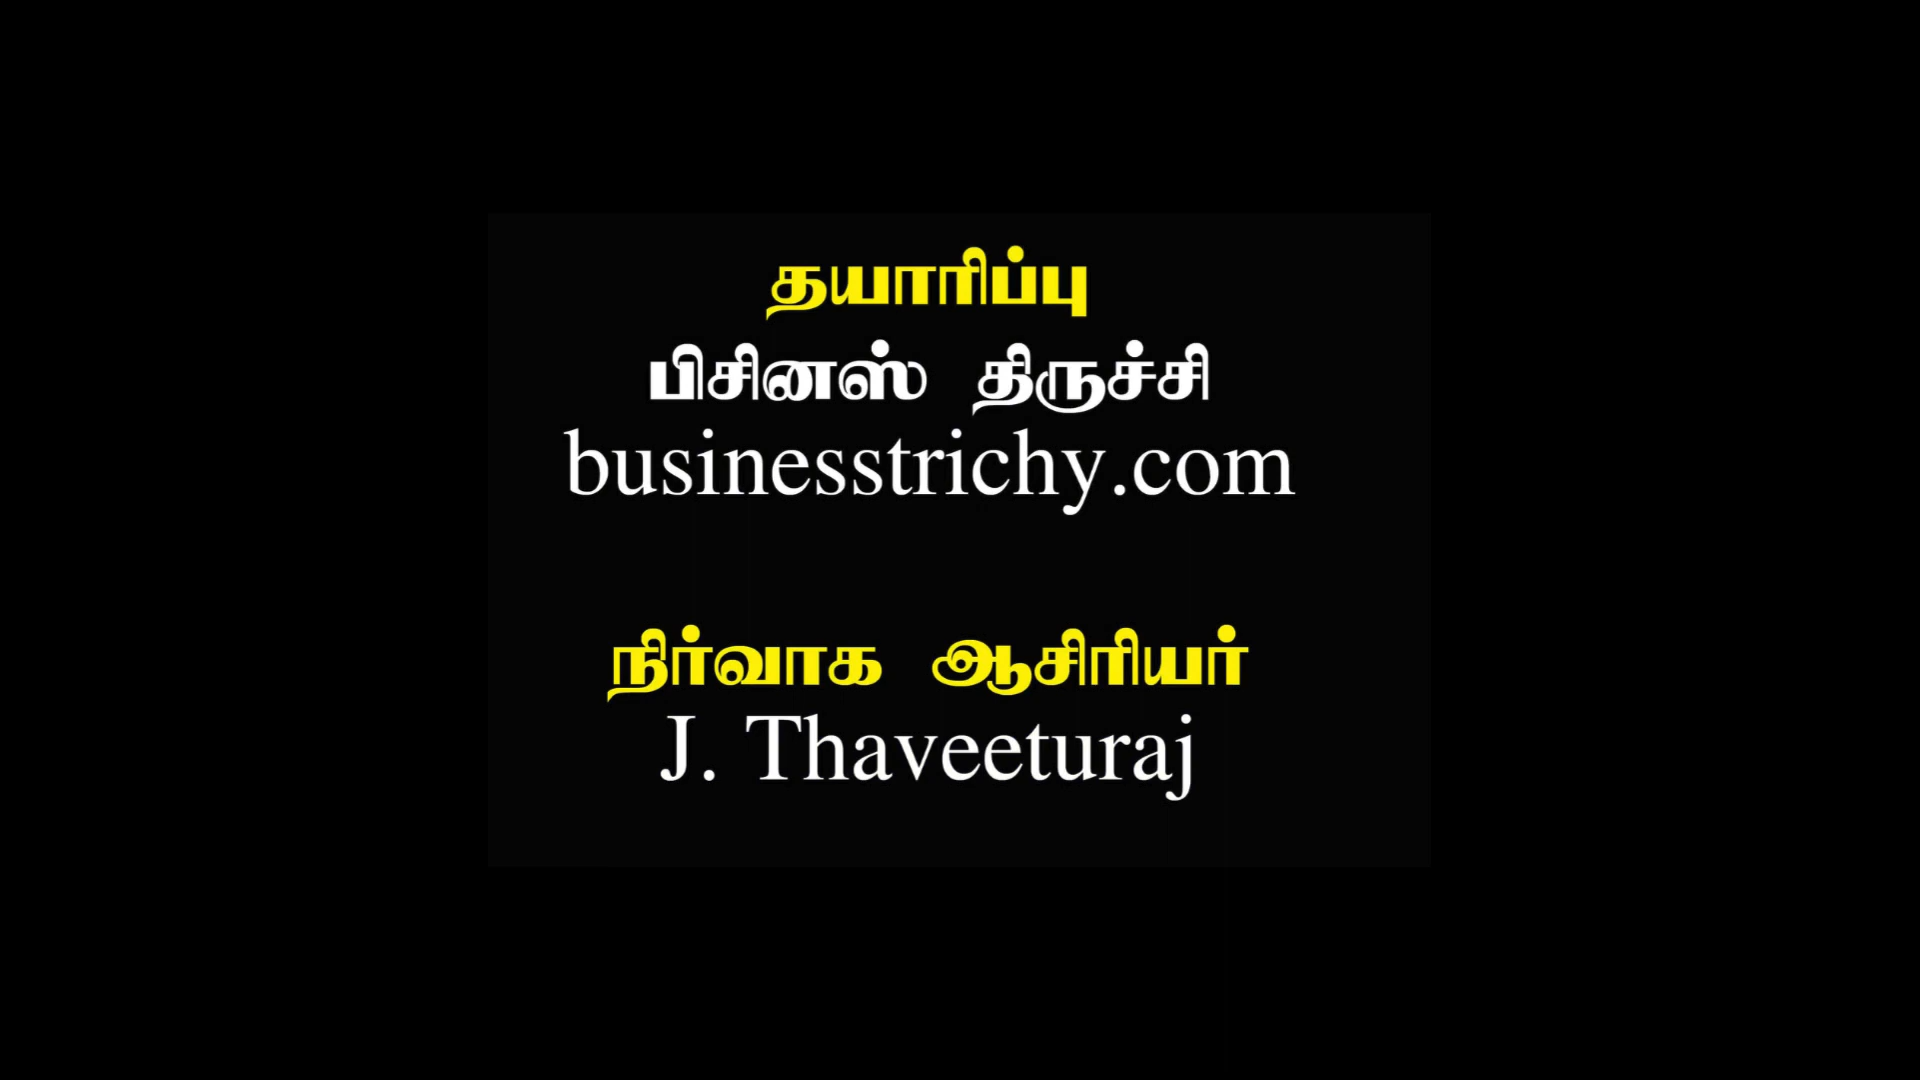 தயாரிப்பு
பிசினஸ் திருச்சி
businesstrichy.com
நிர்வாக ஆசிரியர்
J. Thaveeturaj